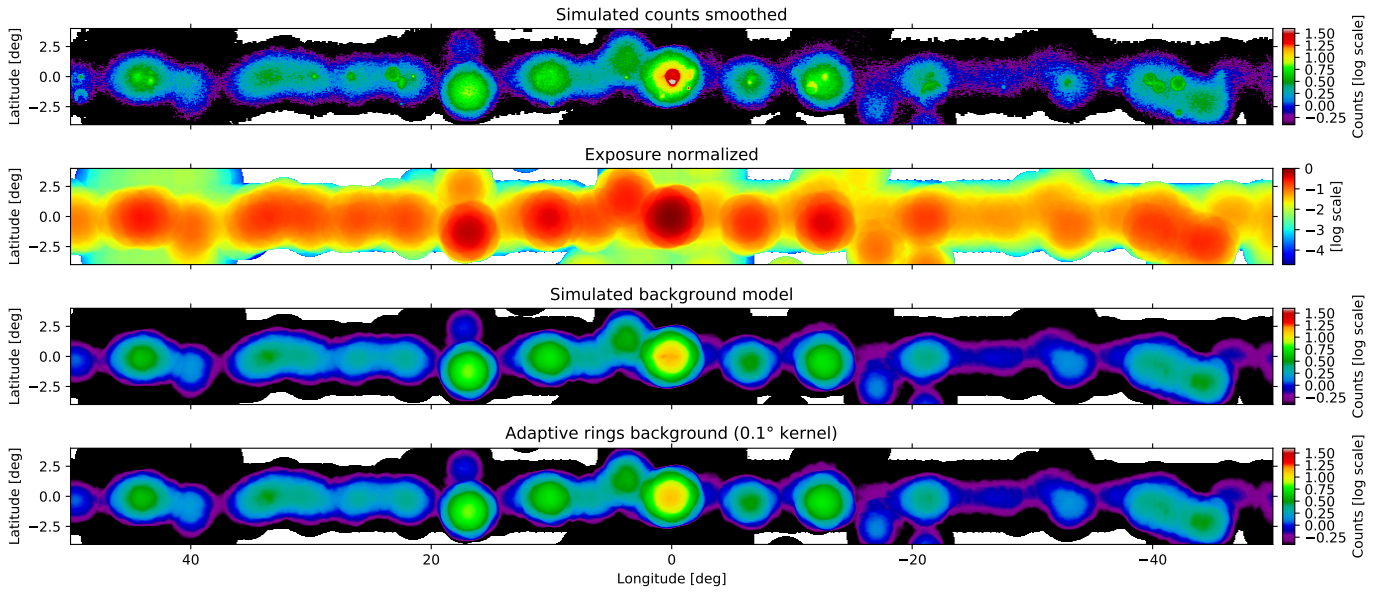 Simulated counts smoothed
Latitude [deg]
2.5
0.0
−2.5
1.50
1.25
1.00
0.75
0.50
0.25
0.00
−0.25
Counts [log scale]
Exposure normalized
Latitude [deg]
2.5
0.0
−2.5
0
−1
−2
−3
−4
[log scale]
Simulated background model
Latitude [deg]
2.5
0.0
−2.5
1.50
1.25
1.00
0.75
0.50
0.25
0.00
−0.25
Counts [log scale]
Adaptive rings background (0.1° kernel)
Latitude [deg]
2.5
0.0
−2.5
1.50
1.25
1.00
0.75
0.50
0.25
0.00
−0.25
Counts [log scale]
40 20 0 −20 −40
Longitude [deg]